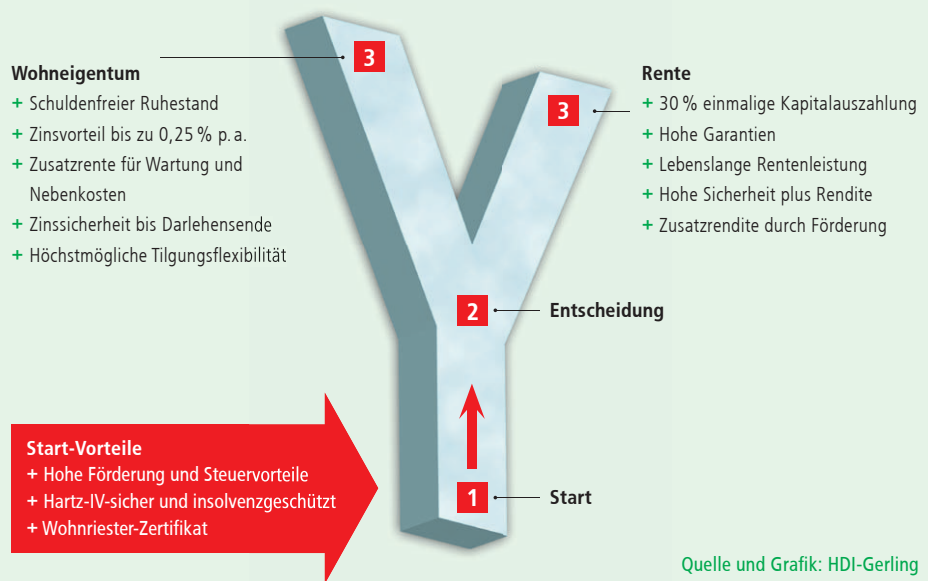 Wohneigentum
+ Schuldenfreier Ruhestand
+ Zinsvorteil bis zu 0,25 % p. a.
+ Zusatzrente für Wartung und
Nebenkosten
+ Zinssicherheit bis Darlehensende
+ Höchstmögliche Tilgungsflexibilität
3
3
Rente
+ 30 % einmalige Kapitalauszahlung
+ Hohe Garantien
+ Lebenslange Rentenleistung
+ Hohe Sicherheit plus Rendite
+ Zusatzrendite durch Förderung
2 Entscheidung
Start-Vorteile
+ Hohe Förderung und Steuervorteile
+ Hartz-IV-sicher und insolvenzgeschützt
+ Wohnriester-Zertifikat
1 Start
Quelle und Grafik: HDI-Gerling